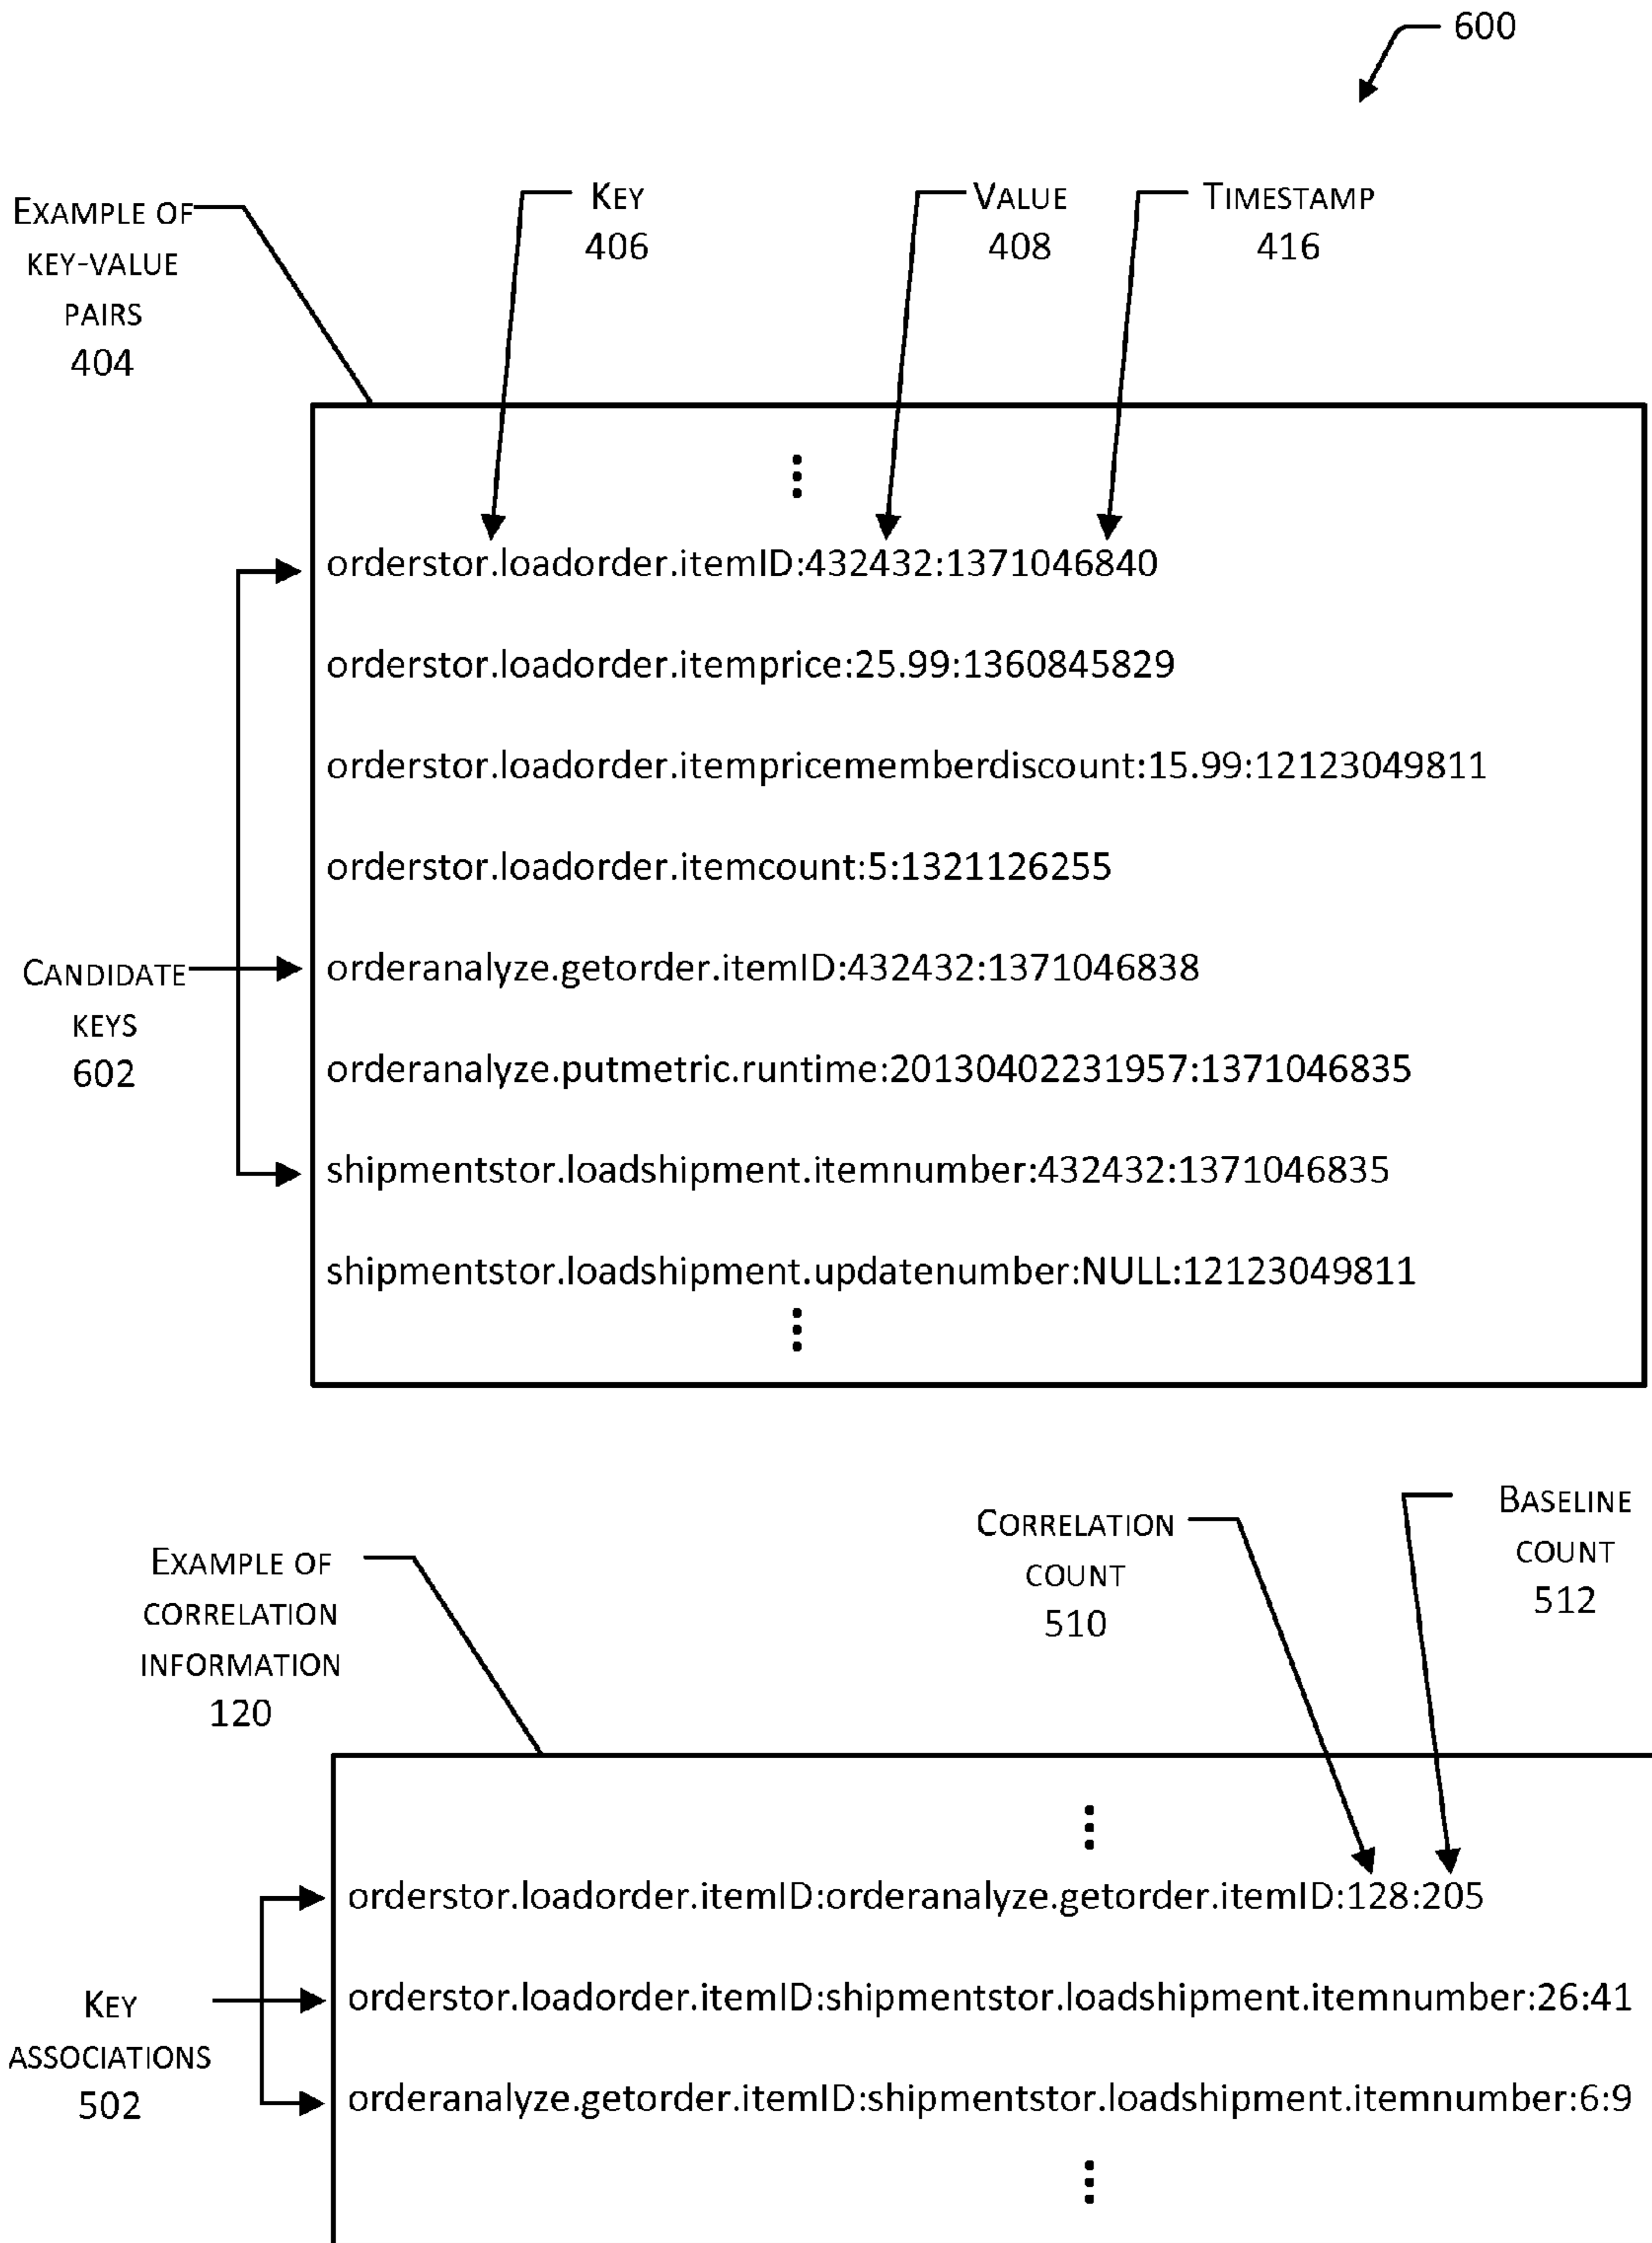 600
EXAMPLE OF
KEY-VALUE
PAIRS
404
KEY
406
VALUE
408
TIMESTAMP
416
orderstor.loadorder.itemID:432432:1371046840
orderstor.loadorder.itemprice:25.99:1360845829
orderstor.loadorder.itempricememberdiscount:15.99:12123049811
orderstor.loadorder.itemcount:5:1321126255
orderanalyze.getorder.itemID:432432:1371046838
orderanalyze.putmetric.runtime:20130402231957:1371046835
shipmentstor.loadshipment.itemnumber:432432:1371046835
shipmentstor.loadshipment.updatenumber:NULL:12123049811
CANDIDATE
KEYS
602
EXAMPLE OF
CORRELATION
INFORMATION
120
CORRELATION
COUNT
510
BASELINE
COUNT
512
orderstor.loadorder.itemID:orderanalyze.getorder.itemID:128:205
orderstor.loadorder.itemID:shipmentstor.loadshipment.itemnumber:26:41
orderanalyze.getorder.itemID:shipmentstor.loadshipment.itemnumber:6:9
KEY
ASSOCIATIONS
502